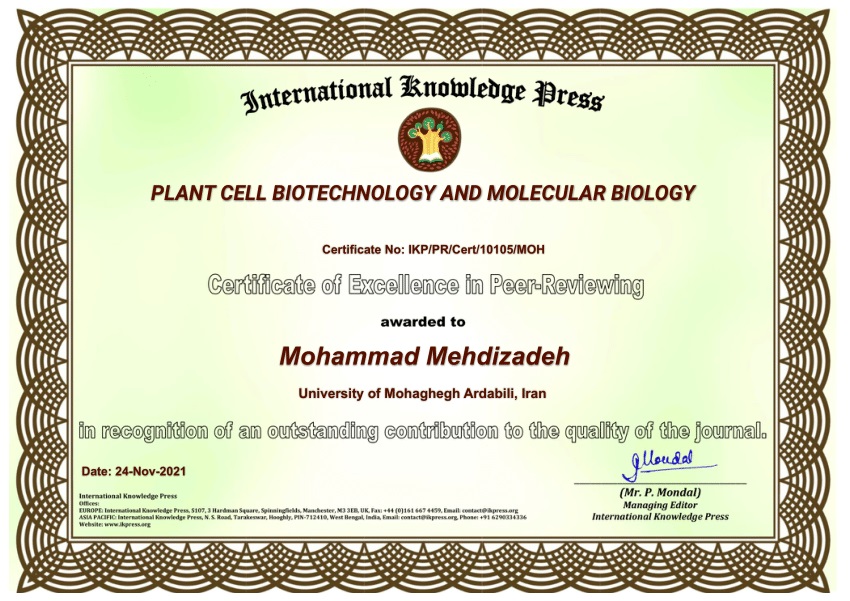 International Knowledge Press
PLANT CELL BIOTECHNOLOGY AND MOLECULAR BIOLOGY
Certificate No: IKP/PR/Cert/10105/MOH
Certificate of Excellence in Peer-Reviewing
awarded to
Mohammad Mehdizadeh
University of Mohaghegh Ardabili, Iran
in recognition of an outstanding contribution to the quality of the journal.
Date: 24-Nov-2021
International Knowledge Press
Offices:
EUROPE: International Knowledge Press, S107, 3 Hardman Square, Spinningfields, Manchester, M3 3EB, UK, Fax: +44 (0)161 667 4459, Email: contact@ikpress.org
ASIA PACIFIC: International Knowledge Press, N. S. Road, Tarakeswar, Hooghly, PIN-712410, West Bengal, India, Email: contact@ikpress.org, Phone: +91 6290334336
Website: www.ikpress.org
PMondal
(Mr. P. Mondal)
Managing Editor
International Knowledge Press